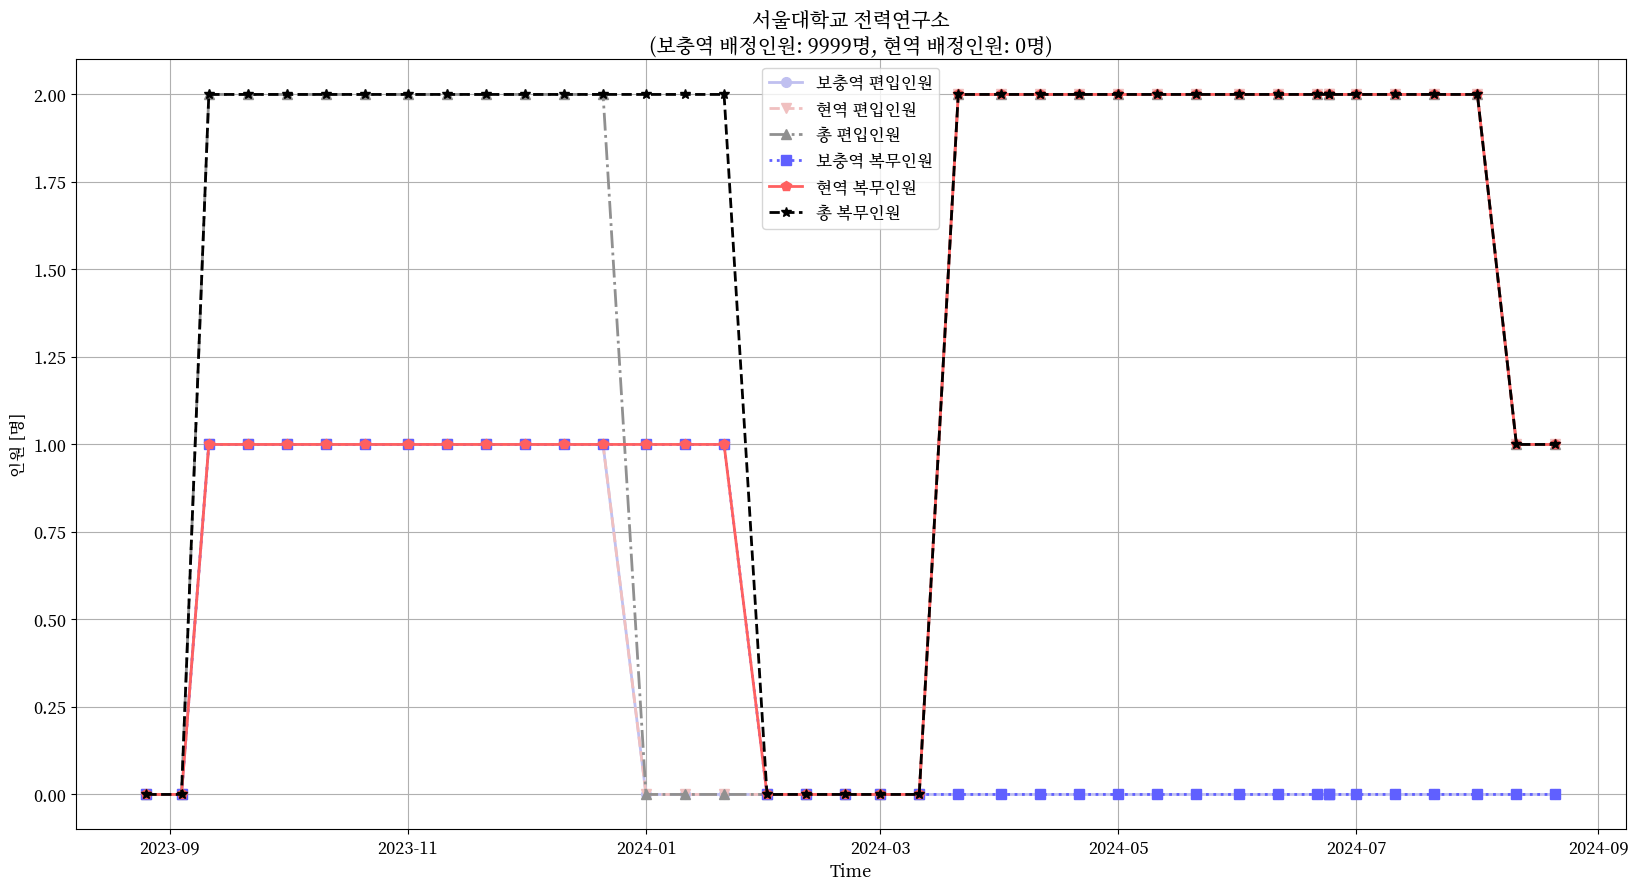 서울대학교 전력연구소
(보충역 배정인원: 9999명, 현역 배정인원: 0명)
보충역 편입인원
현역 편입인원
총 편입인원
보충역 복무인원
현역 복무인원
총 복무인원
인원 [명]
2.00
1.75
1.50
1.25
1.00
0.75
0.50
0.25
0.00
2023-09
2023-11
2024-01
2024-03
2024-05
2024-07
2024-09
Time